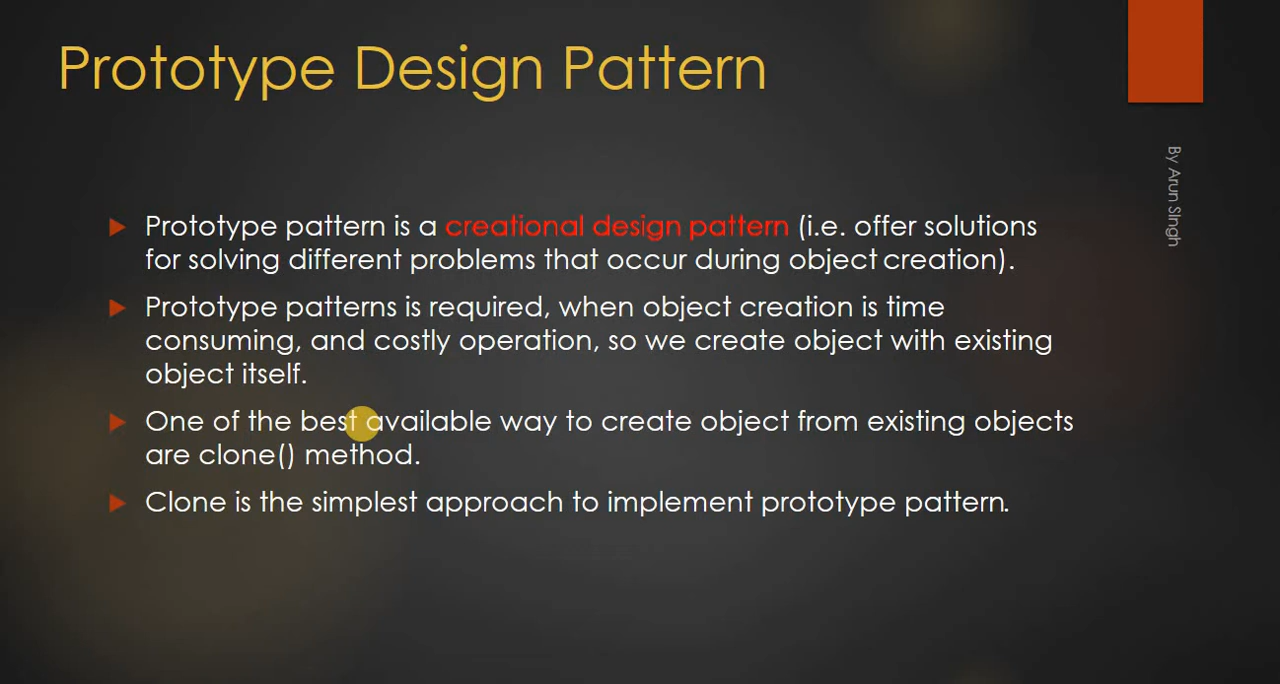 Prototype Design Pattern
By Arun Singh
Prototype pattern is a creational design pattern (i.e. offer solutions
for solving different problems that occur during object creation).
Prototype patterns is required, when object creation is time
consuming, and costly operation, so we create object with existing
object itself.
One of the best available way to create object from existing objects
are clone() method.
Clone is the simplest approach to implement prototype pattern.